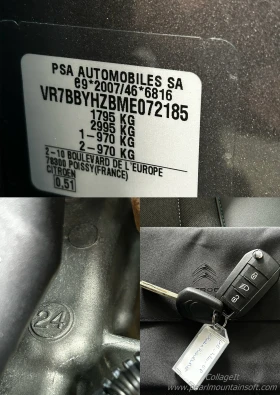 PSA AUTOMOBILES SA
e9*2007/46*6816
VR7BBYHZBME072185
1795 KG
2995 KG
1-970 KG
2-970 KG
2-10 BOULEVARD DE L'EUROPE
78300 POISSY(FRANCE)
CITROEN
0,51
24
CollageIt
www.pearlmountainsoft.com